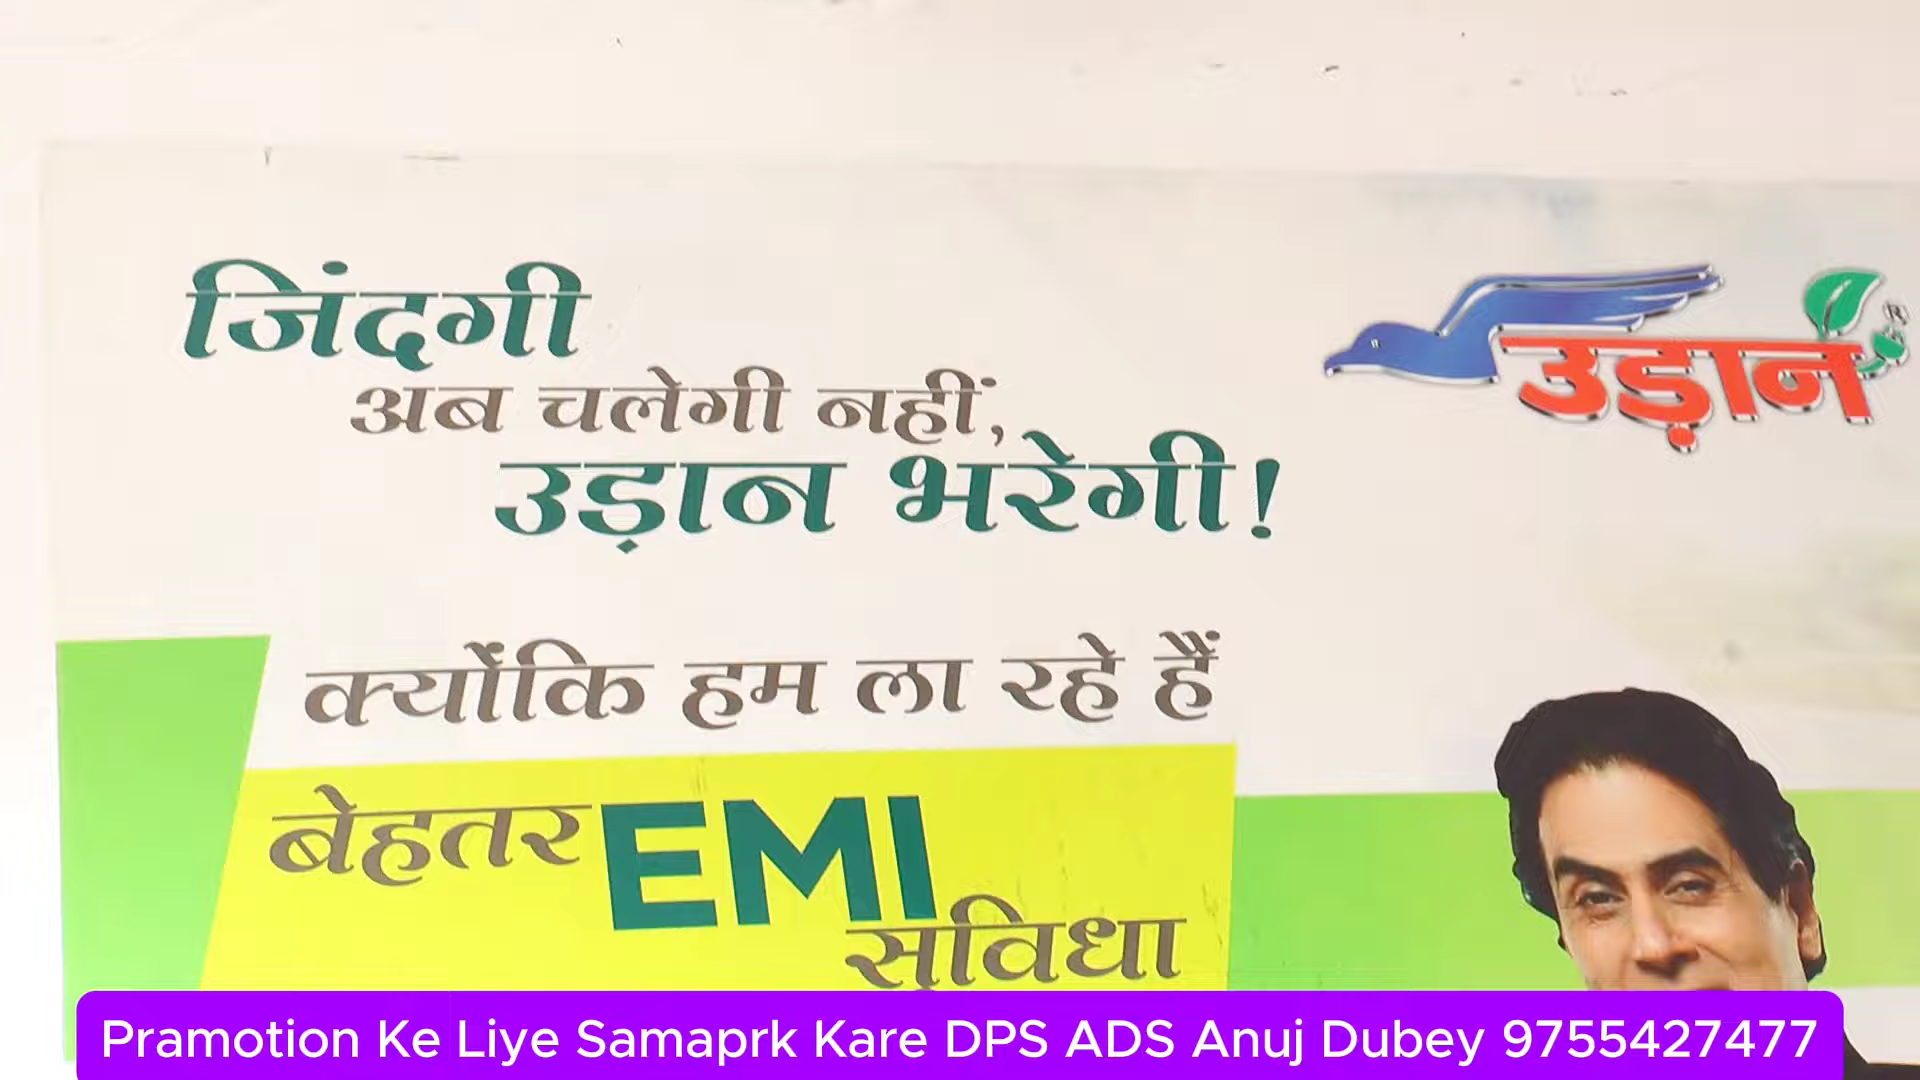 जिंदगी
अब चलेगी नहीं,
उड़ान भरेगी!
उड़ान
क्योंकि हम ला रहे हैं
बेहतर EMI
सुविधा
Pramotion Ke Liye Samaprk Kare DPS ADS Anuj Dubey 9755427477